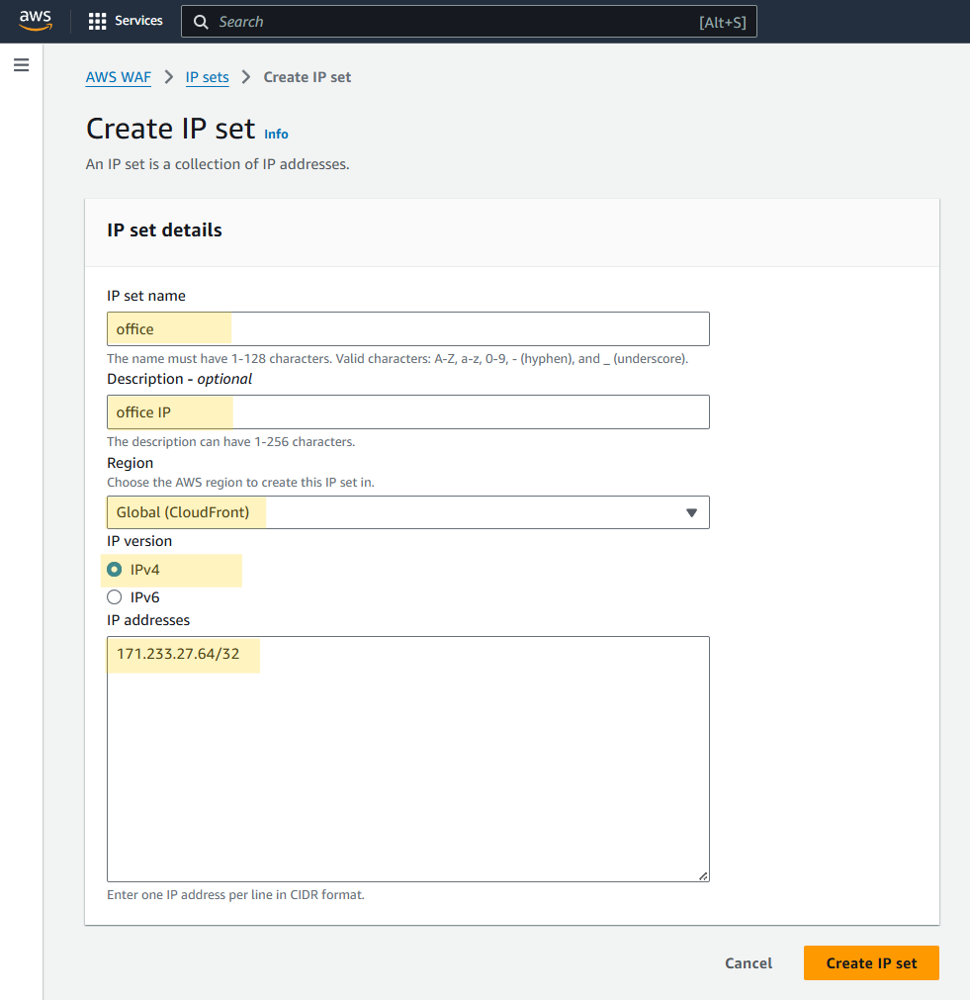 aws Services Search [Alt+S]
AWS WAF > IP sets > Create IP set
Create IP set Info
An IP set is a collection of IP addresses.
IP set details
IP set name
office
The name must have 1-128 characters. Valid characters: A-Z, a-z, 0-9, - (hyphen), and _ (underscore).
Description - optional
office IP
The description can have 1-256 characters.
Region
Choose the AWS region to create this IP set in.
Global (CloudFront)
IP version
IPv4
IPv6
IP addresses
171.233.27.64/32
Enter one IP address per line in CIDR format.
Cancel Create IP set